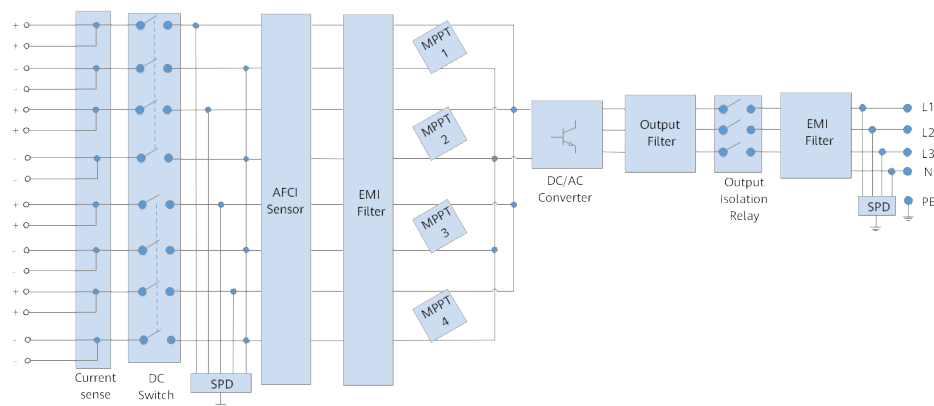 +
+
-
-
+
+
-
-
+
+
-
-
+
+
-
-
Current
sense
DC
Switch
SPD
AFCI
Sensor
EMI
Filter
MPPT
1
MPPT
2
MPPT
3
MPPT
4
DC/AC
Converter
Output
Filter
Output
Isolation
Relay
EMI
Filter
L1
L2
L3
N
PE
SPD